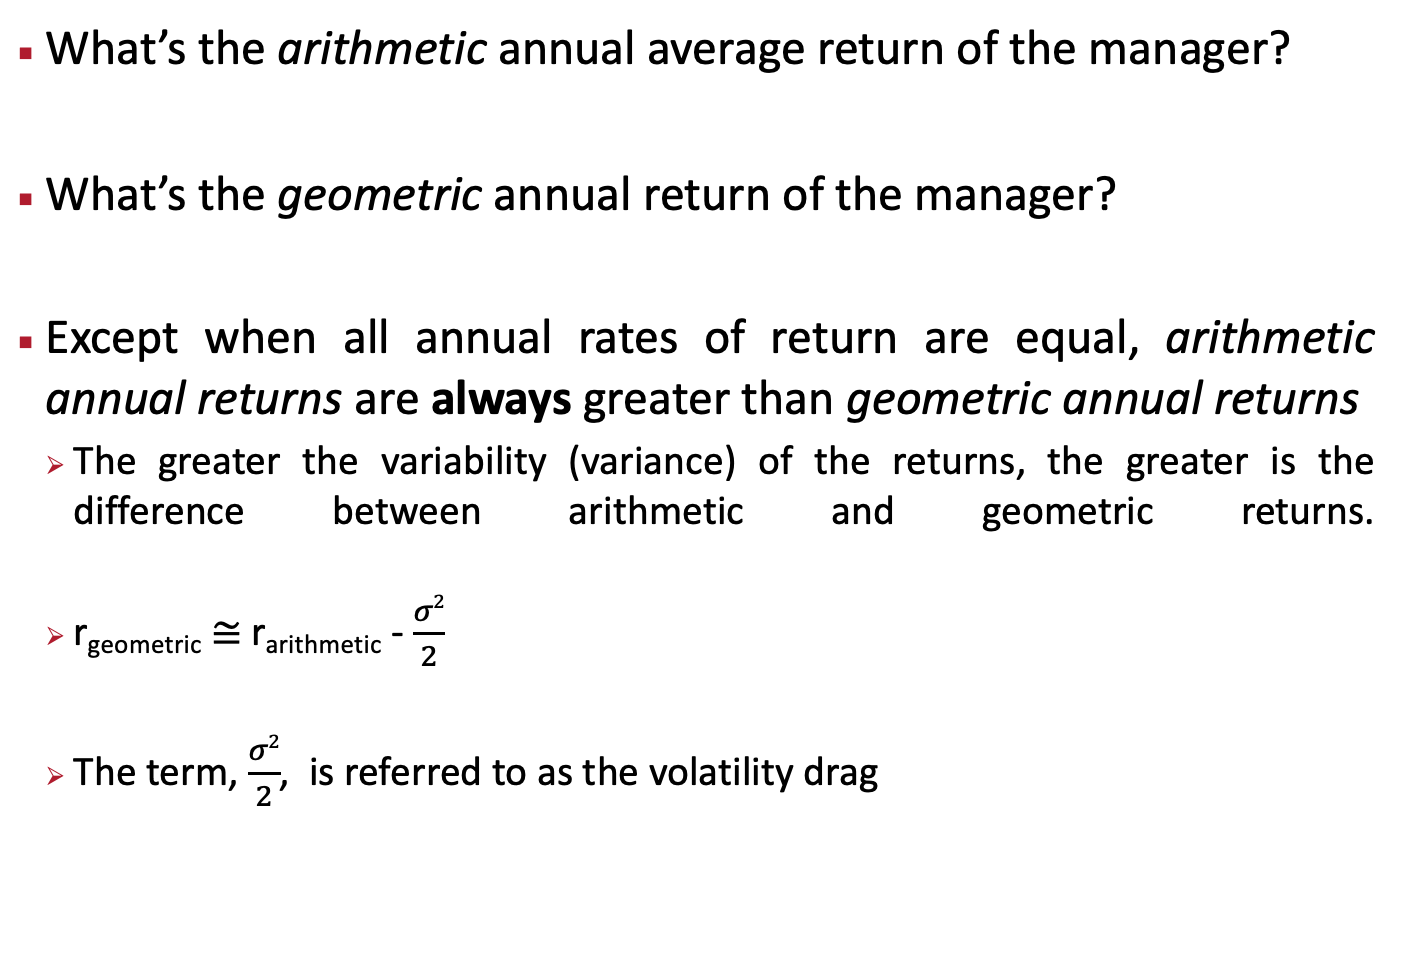 ▪ What’s the arithmetic annual average return of the manager?
▪ What’s the geometric annual return of the manager?
▪ Except when all annual rates of return are equal, arithmetic
annual returns are always greater than geometric annual returns
➢ The greater the variability (variance) of the returns, the greater is the
difference between arithmetic and geometric returns.
➢ r_geometric ≅ r_arithmetic - σ²/2
➢ The term, σ²/2, is referred to as the volatility drag